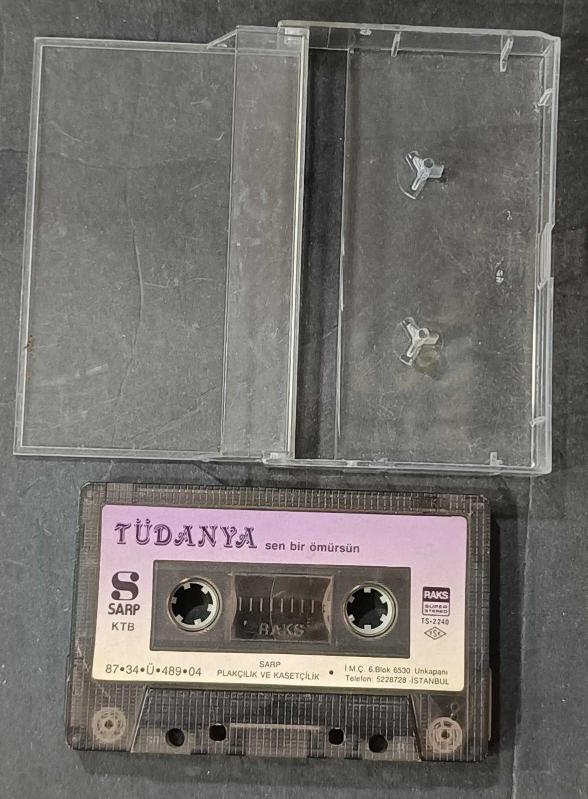 TÜDANYA sen bir ömürsün
S
SARP
KTB
RAKS
RAKS
SUPER
STEREO
TS-2240
TSE
87•34•Ü•489•04
SARP
PLAKÇILIK VE KASETÇİLİK
• İ.M.Ç. 6.Blok 6530 Unkapanı
Telefon: 5228728 -İSTANBUL